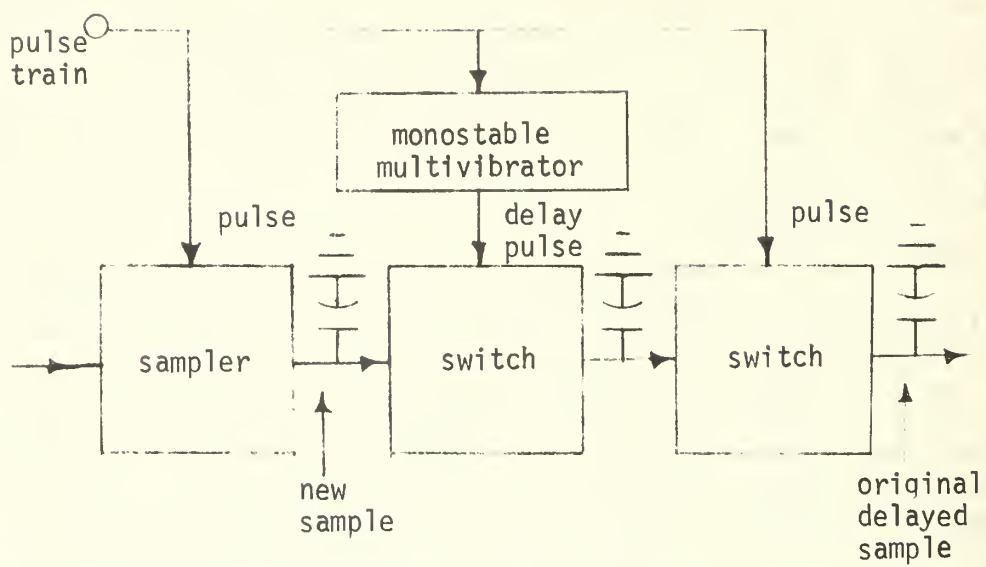 pulse
train
monostable
multivibrator
pulse
delay
pulse
pulse
sampler
switch
switch
new
sample
original
delayed
sample